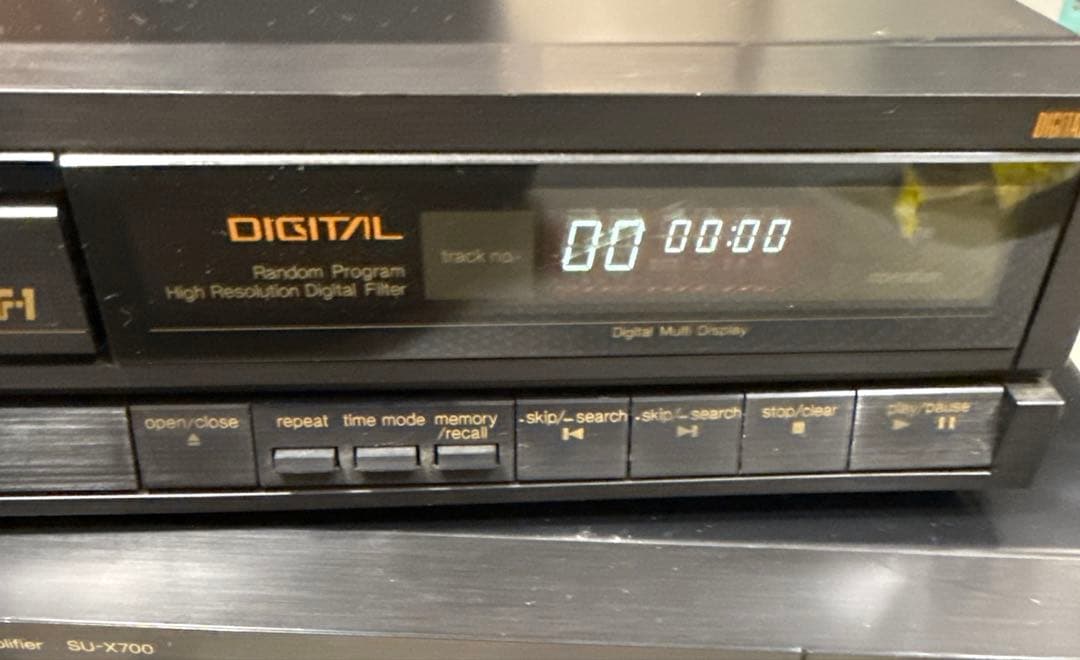 DIGITAL
DIGITAL
track no.
00 00:00
Random Program
High Resolution Digital Filter
operation
Digital Multi Display
open/close
repeat
time mode
memory
/recall
skip/-search
skip/-search
stop/clear
play/pause
SU-X700